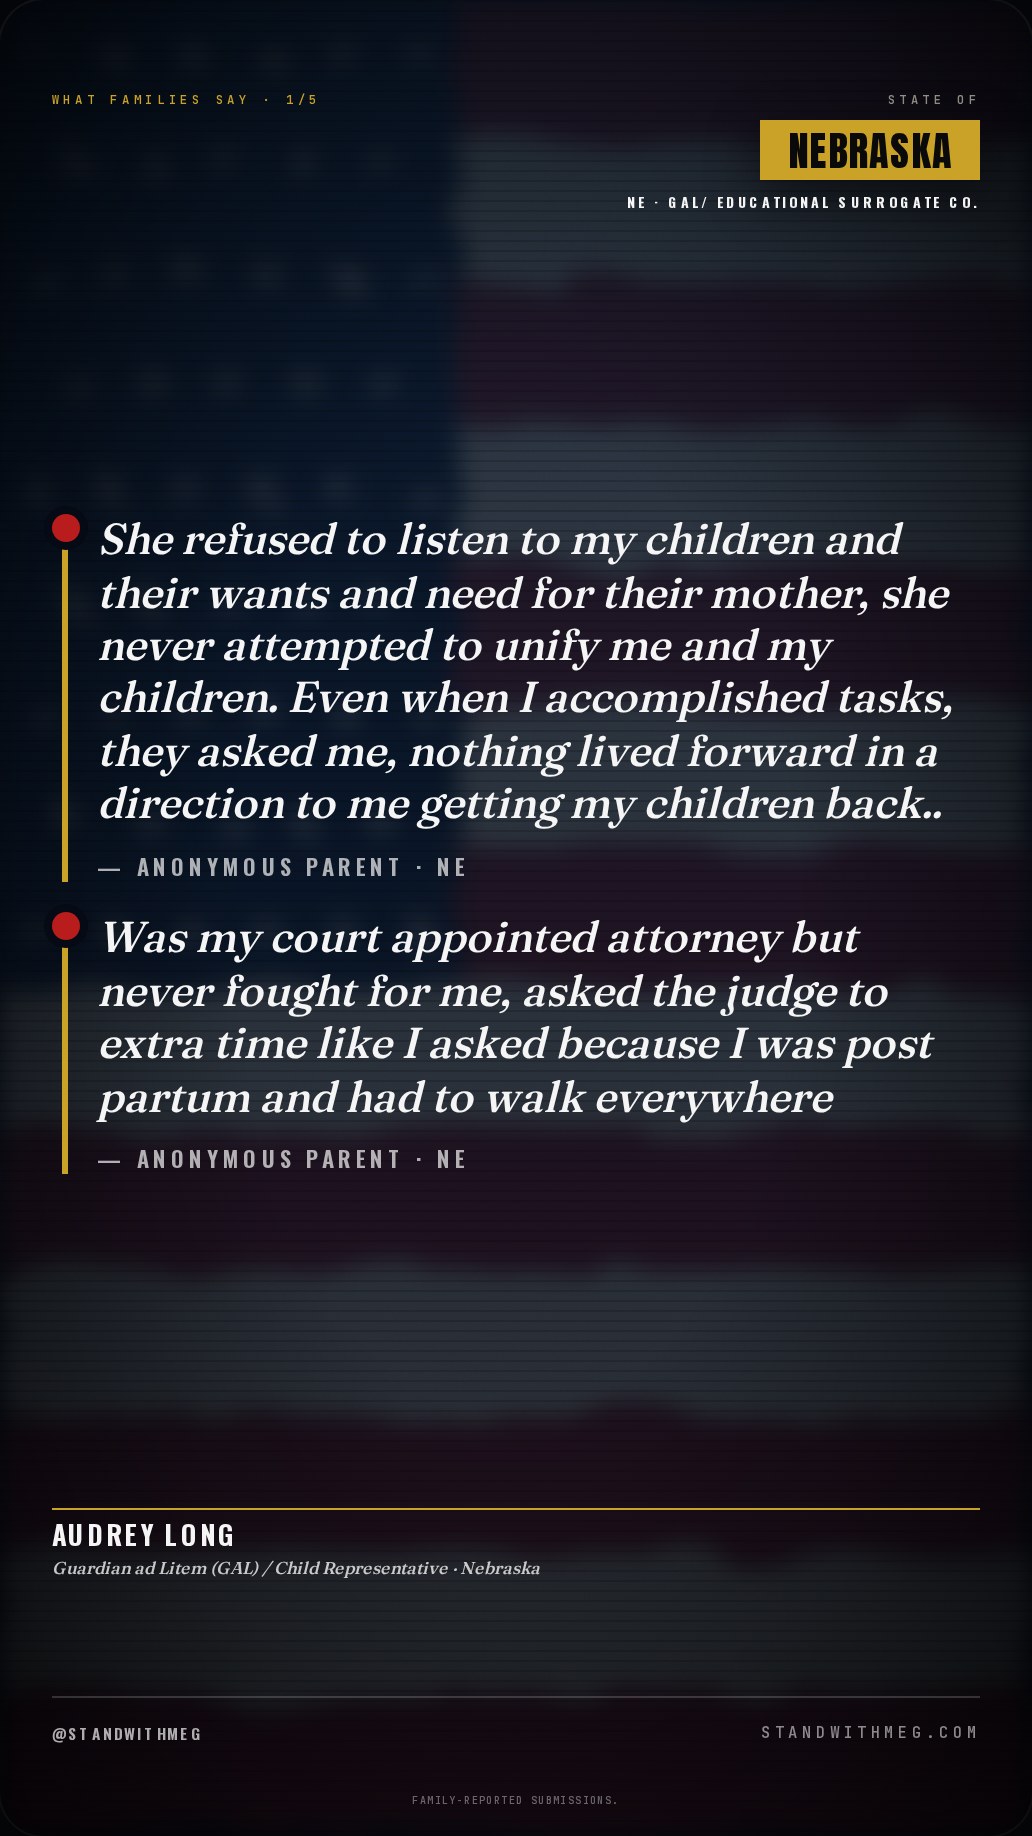 WHAT FAMILIES SAY · 1/5
STATE OF
NEBRASKA
NE · GAL/ EDUCATIONAL SURROGATE CO.
She refused to listen to my children and
their wants and need for their mother, she
never attempted to unify me and my
children. Even when I accomplished tasks,
they asked me, nothing lived forward in a
direction to me getting my children back..
— ANONYMOUS PARENT · NE
Was my court appointed attorney but
never fought for me, asked the judge to
extra time like I asked because I was post
partum and had to walk everywhere
— ANONYMOUS PARENT · NE
AUDREY LONG
Guardian ad Litem (GAL) / Child Representative · Nebraska
@STANDWITHMEG
STANDWITHMEG.COM
FAMILY-REPORTED SUBMISSIONS.